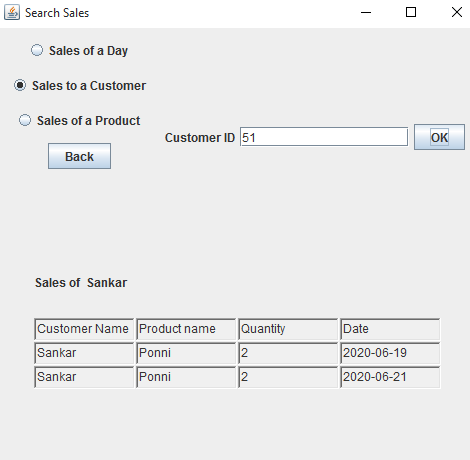 Search Sales
Sales of a Day
Sales to a Customer
Sales of a Product
Customer ID 51 OK
Back
Sales of Sankar
Customer Name Product name Quantity Date
Sankar Ponni 2 2020-06-19
Sankar Ponni 2 2020-06-21